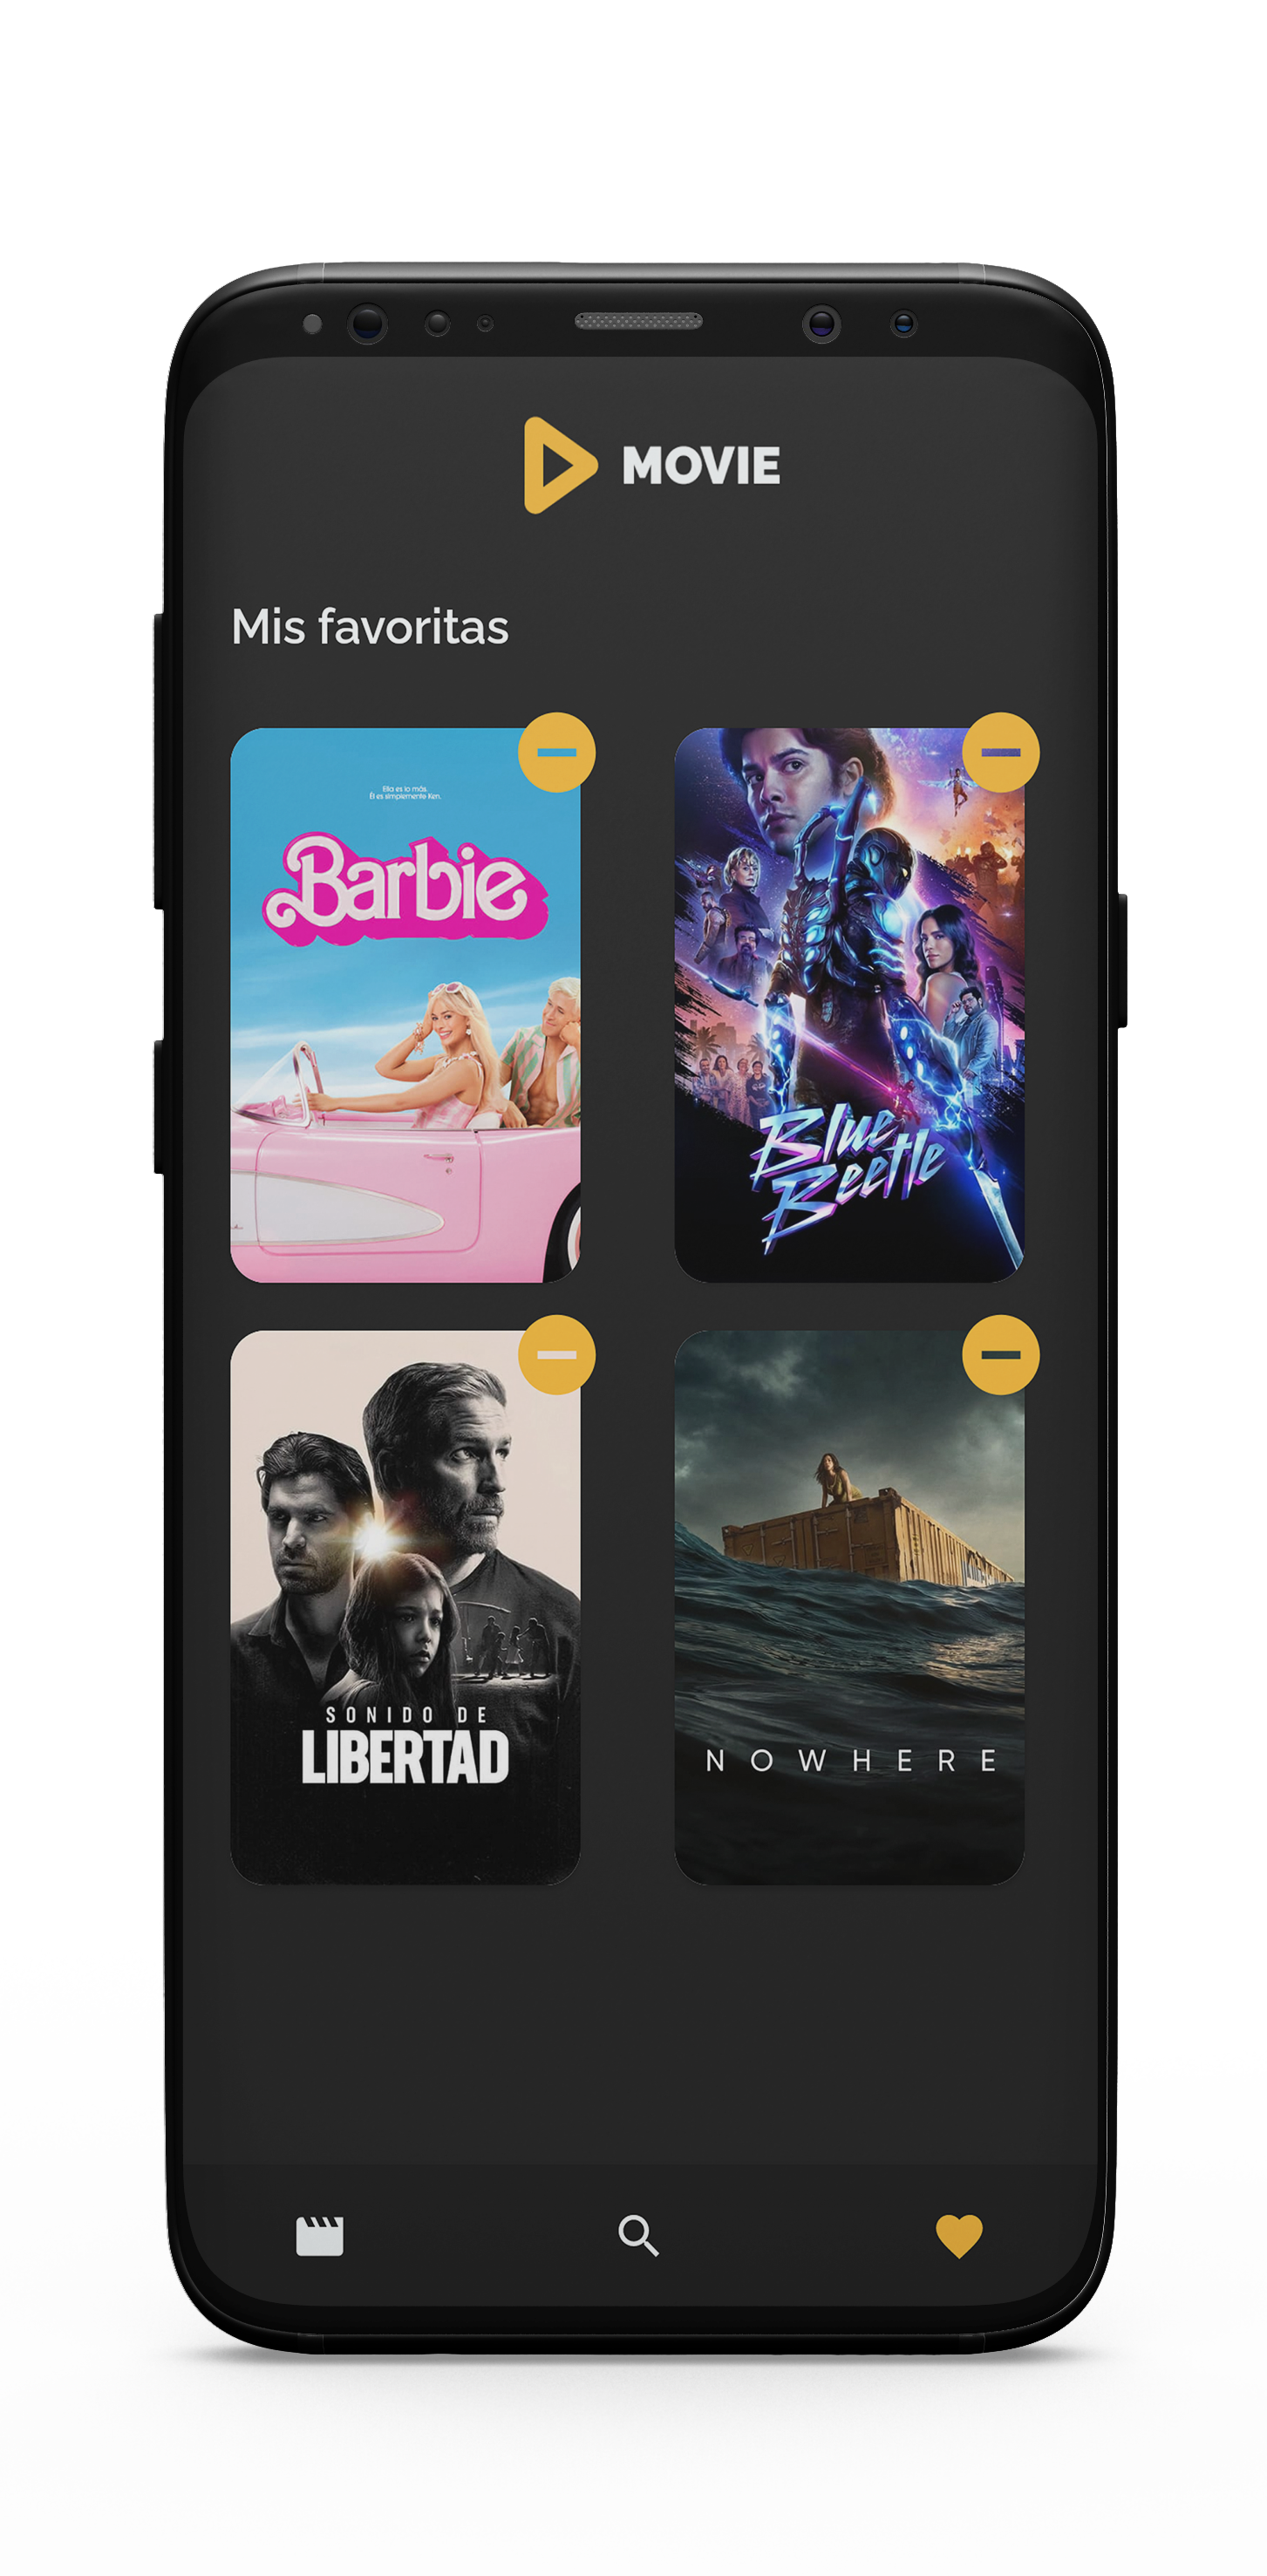 MOVIE
Mis favoritas
Ella es lo más.
Él es simplemente Ken.
Barbie
Blue
Beetle
SONIDO DE
LIBERTAD
NOWHERE